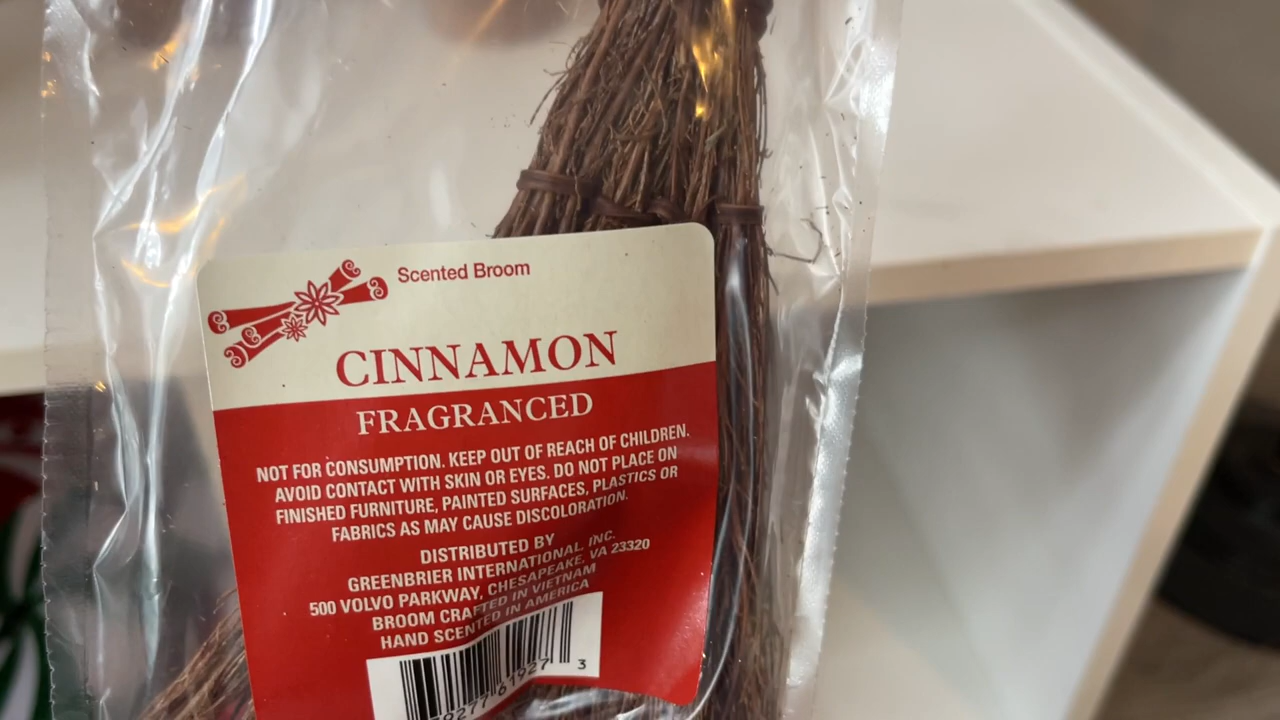 Scented Broom
CINNAMON
FRAGRANCED
NOT FOR CONSUMPTION. KEEP OUT OF REACH OF CHILDREN.
AVOID CONTACT WITH SKIN OR EYES. DO NOT PLACE ON
FINISHED FURNITURE, PAINTED SURFACES, PLASTICS OR
FABRICS AS MAY CAUSE DISCOLORATION.
DISTRIBUTED BY
GREENBRIER INTERNATIONAL, INC.
500 VOLVO PARKWAY, CHESAPEAKE, VA 23320
BROOM CRAFTED IN VIETNAM
HAND SCENTED IN AMERICA
3